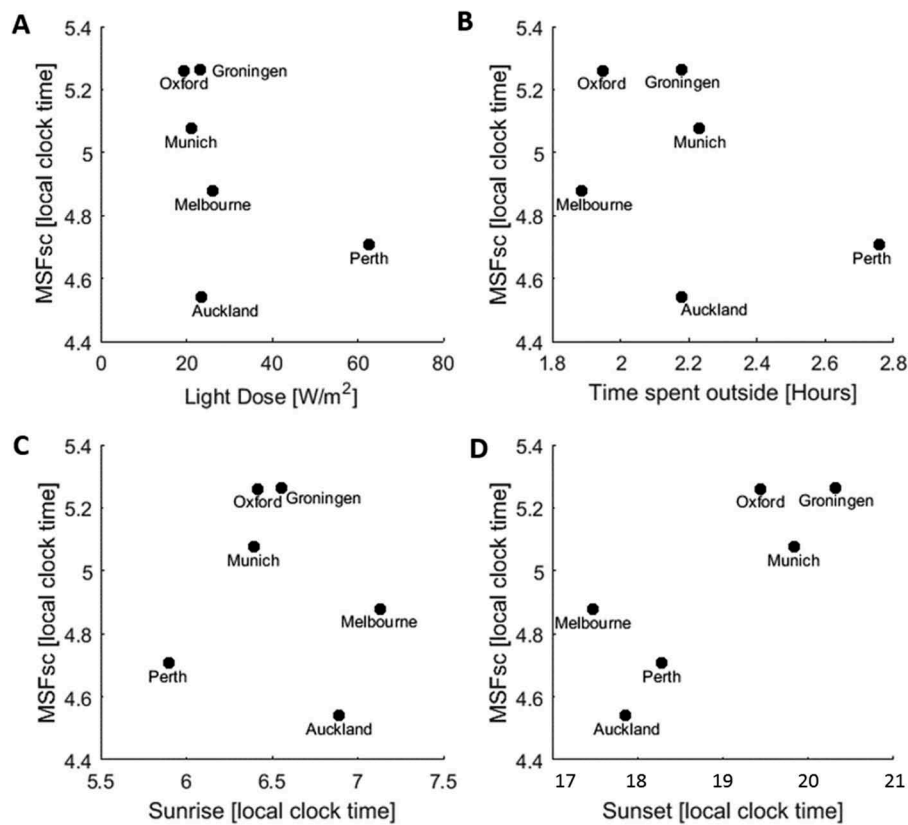 A
MSFsc [local clock time]
5.4
5.2
5
4.8
4.6
4.4
Oxford
Groningen
Munich
Melbourne
Perth
Auckland
0 20 40 60 80
Light Dose [W/m²]
B
MSFsc [local clock time]
5.4
5.2
5
4.8
4.6
4.4
Oxford
Groningen
Munich
Melbourne
Perth
Auckland
1.8 2 2.2 2.4 2.6 2.8
Time spent outside [Hours]
C
MSFsc [local clock time]
5.4
5.2
5
4.8
4.6
4.4
Oxford
Groningen
Munich
Melbourne
Perth
Auckland
5.5 6 6.5 7 7.5
Sunrise [local clock time]
D
MSFsc [local clock time]
5.4
5.2
5
4.8
4.6
4.4
Oxford
Groningen
Munich
Melbourne
Perth
Auckland
17 18 19 20 21
Sunset [local clock time]